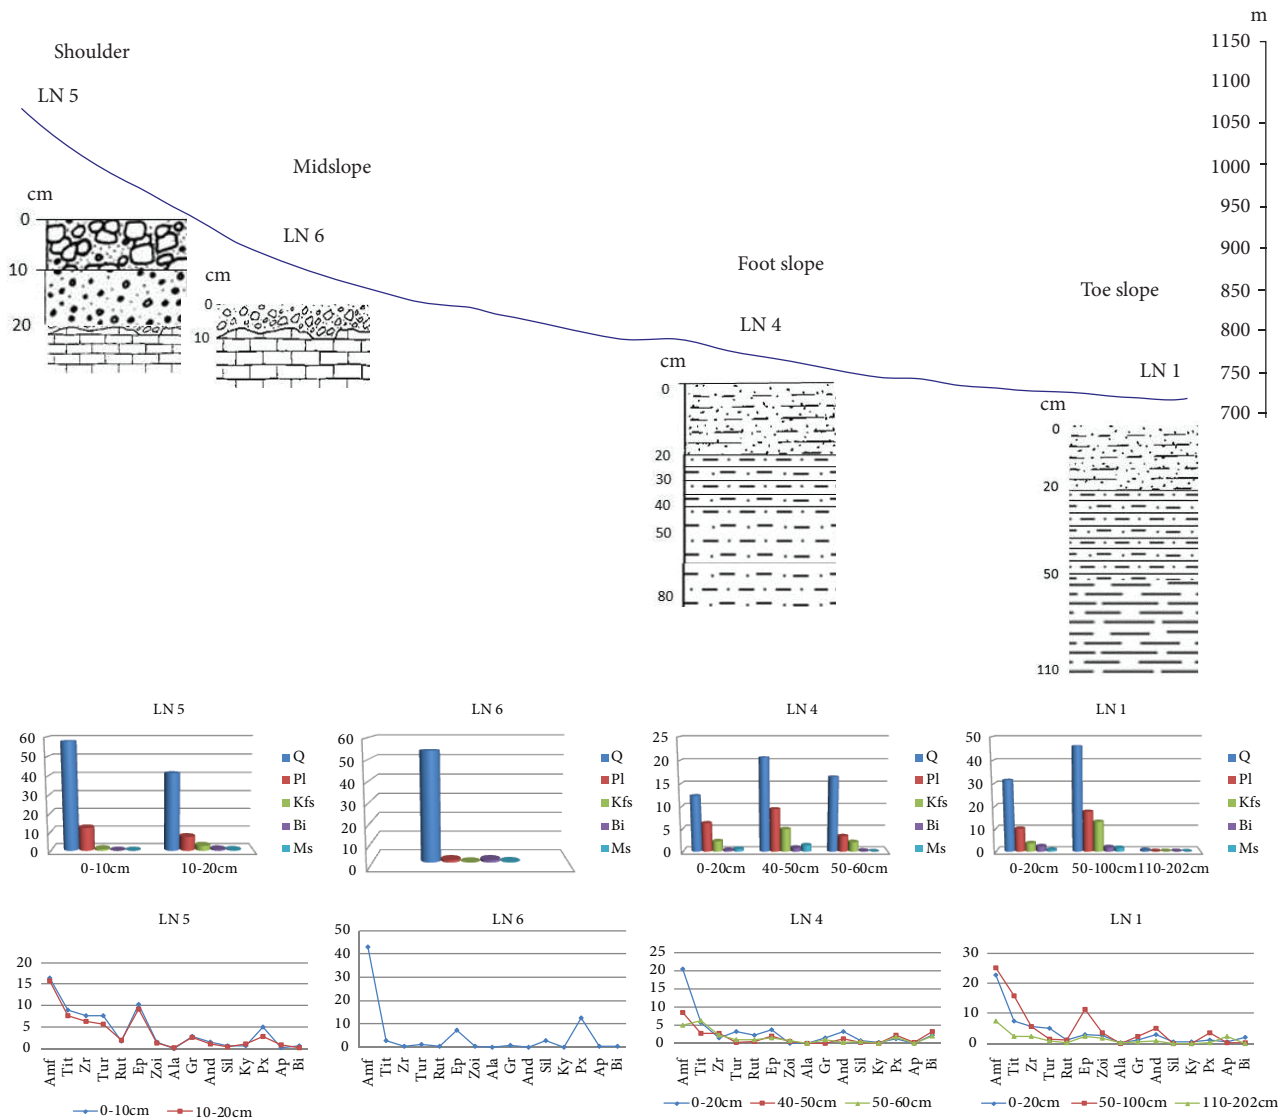 m
1150
1100
1050
1000
950
900
850
800
750
700
Shoulder
LN 5
Midslope
LN 6
Foot slope
LN 4
Toe slope
LN 1
cm
0
10
20
cm
0
10
cm
0
20
30
40
50
80
cm
0
20
50
110
LN 5
60
50
40
30
20
10
0
0-10cm
10-20cm
Q
Pl
Kfs
Bi
Ms
LN 6
60
50
40
30
20
10
0
Q
Pl
Kfs
Bi
Ms
LN 4
25
20
15
10
5
0
0-20cm
40-50cm
50-60cm
Q
Pl
Kfs
Bi
Ms
LN 1
50
40
30
20
10
0
0-20cm
50-100cm
110-202cm
Q
Pl
Kfs
Bi
Ms
LN 5
20
15
10
5
0
Anf Tit Zr Tur Rut Ep Zoi Ala Gr And Sil Ky Px Ap Bi
0-10cm 10-20cm
LN 6
50
40
30
20
10
0
Anf Tit Zr Tur Rut Ep Zoi Ala Gr And Sil Ky Px Ap Bi
LN 4
25
20
15
10
5
0
Anf Tit Zr Tur Rut Ep Zoi Ala Gr And Sil Ky Px Ap Bi
0-20cm 40-50cm 50-60cm
LN 1
30
20
10
0
Anf Tit Zr Tur Rut Ep Zoi Ala Gr And Sil Ky Px Ap Bi
0-20cm 50-100cm 110-202cm